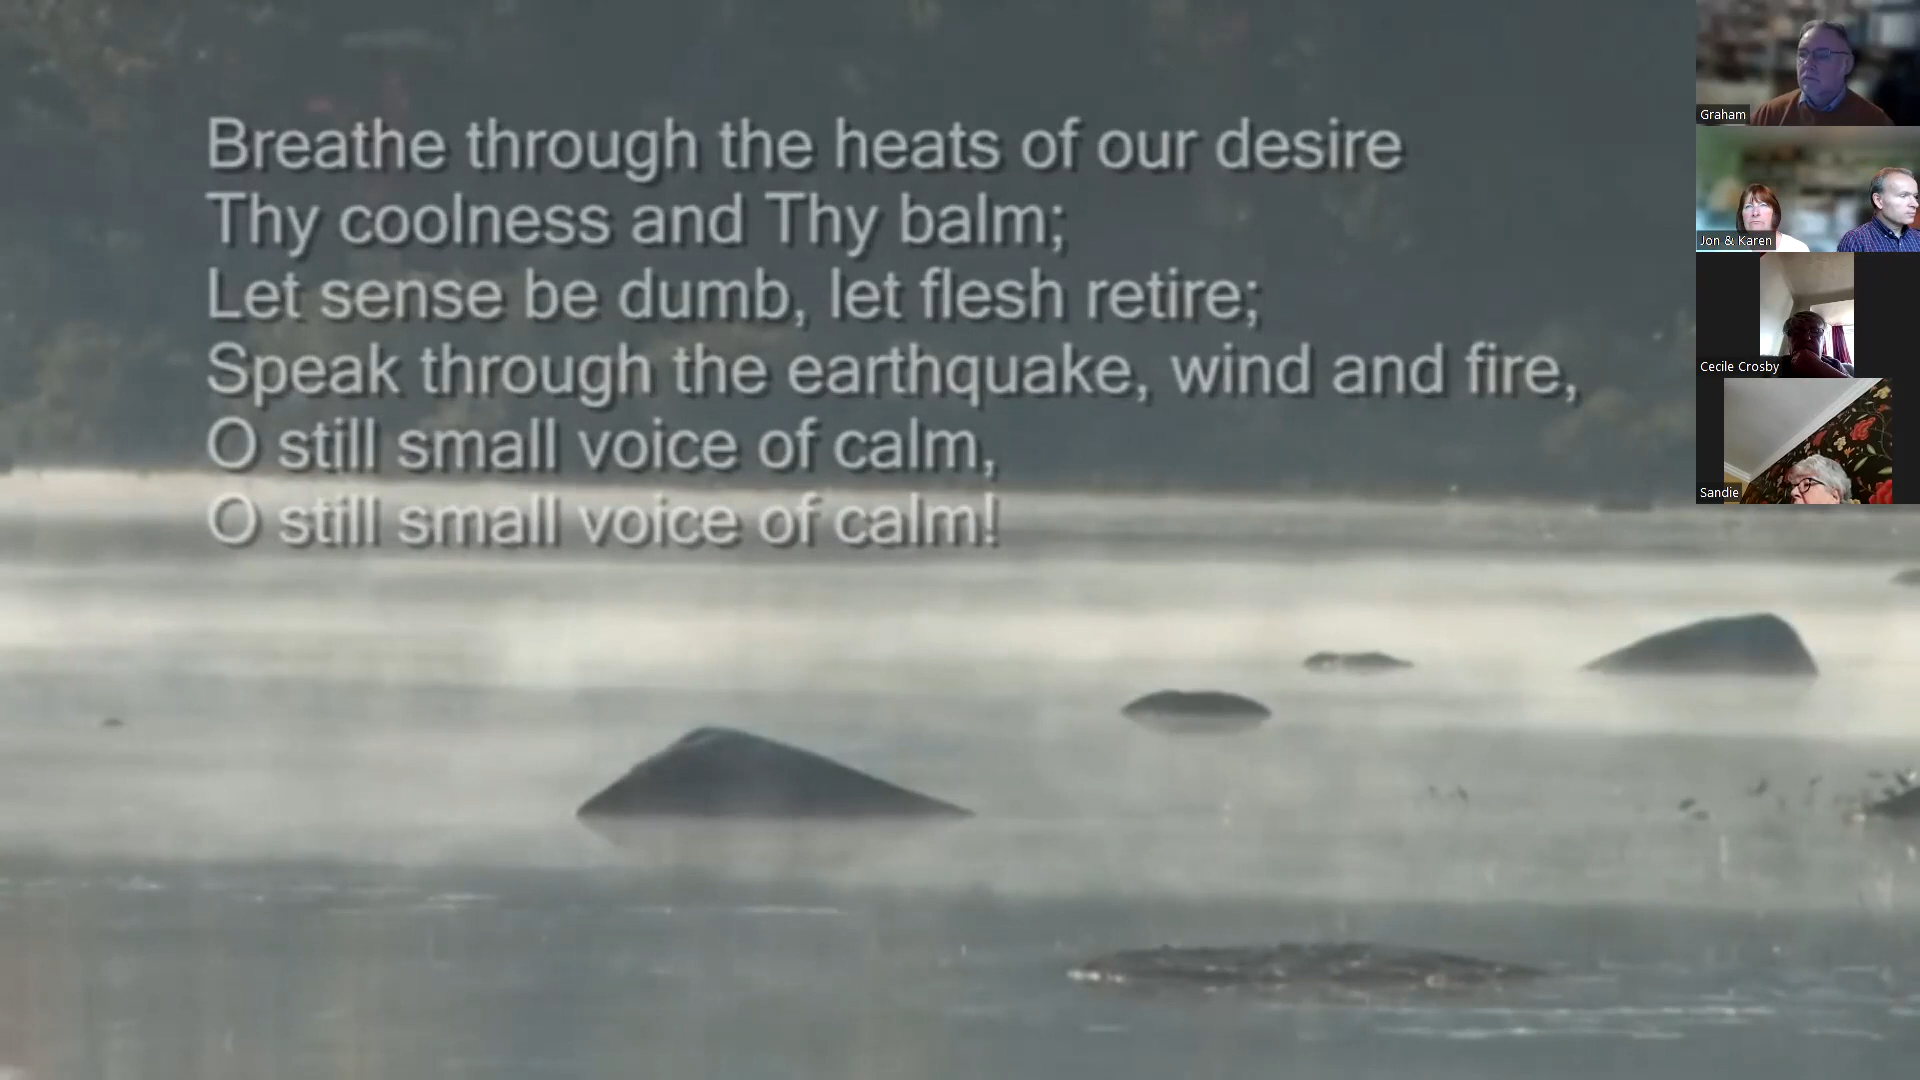 Breathe through the heats of our desire
Thy coolness and Thy balm;
Let sense be dumb, let flesh retire;
Speak through the earthquake, wind and fire,
O still small voice of calm,
O still small voice of calm!
Graham
Jon & Karen
Cecile Crosby
Sandie